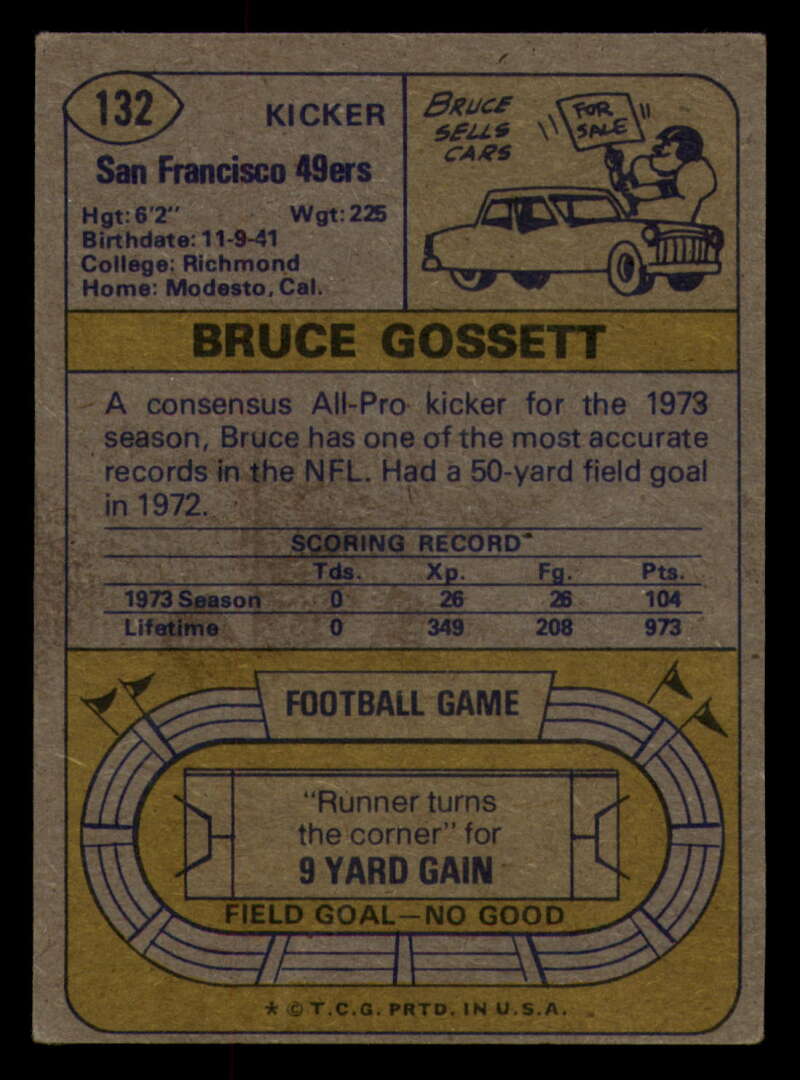 132
KICKER
San Francisco 49ers
Hgt: 6'2" Wgt: 225
Birthdate: 11-9-41
College: Richmond
Home: Modesto, Cal.
BRUCE
SELLS
CARS
FOR
SALE
BRUCE GOSSETT
A consensus All-Pro kicker for the 1973
season, Bruce has one of the most accurate
records in the NFL. Had a 50-yard field goal
in 1972.
SCORING RECORD
Tds. Xp. Fg. Pts.
1973 Season 0 26 26 104
Lifetime 0 349 208 973
FOOTBALL GAME
"Runner turns
the corner" for
9 YARD GAIN
FIELD GOAL—NO GOOD
* © T.C.G. PRTD. IN U.S.A.